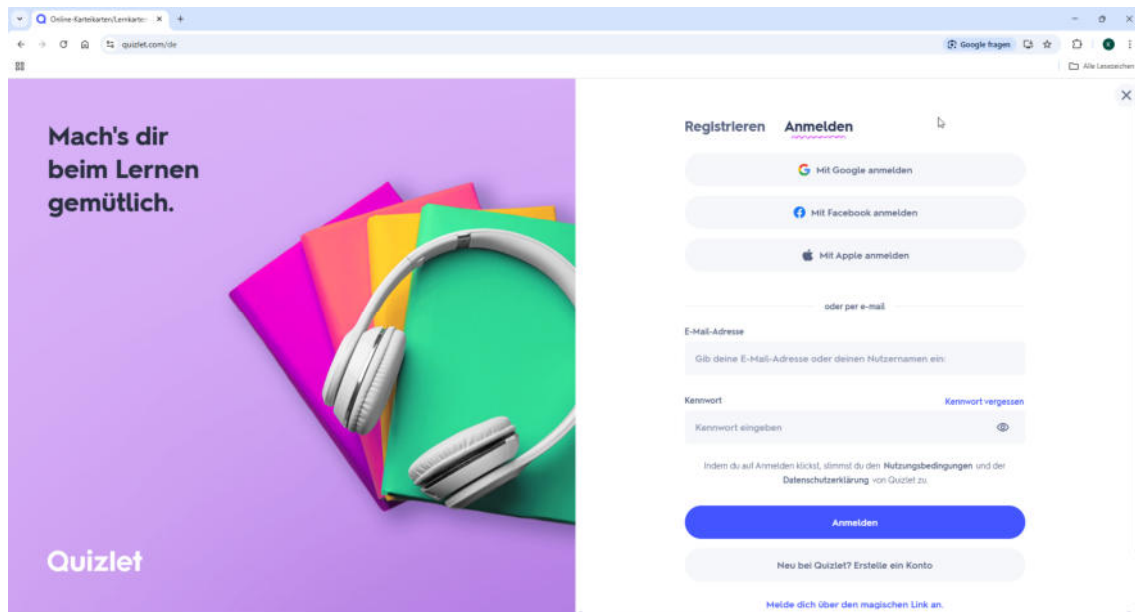 Online-Karteikarten/Lernkarte
quizlet.com/de
Google fragen
Alle Lesezeichen
Mach's dir
beim Lernen
gemütlich.
Quizlet
Registrieren Anmelden
Mit Google anmelden
Mit Facebook anmelden
Mit Apple anmelden
oder per e-mail
E-Mail-Adresse
Gib deine E-Mail-Adresse oder deinen Nutzernamen ein:
Kennwort Kennwort vergessen
Kennwort eingeben
Indem du auf Anmelden klickst, stimmst du den Nutzungsbedingungen und der
Datenschutzerklärung von Quizlet zu.
Anmelden
Neu bei Quizlet? Erstelle ein Konto
Melde dich über den magischen Link an.